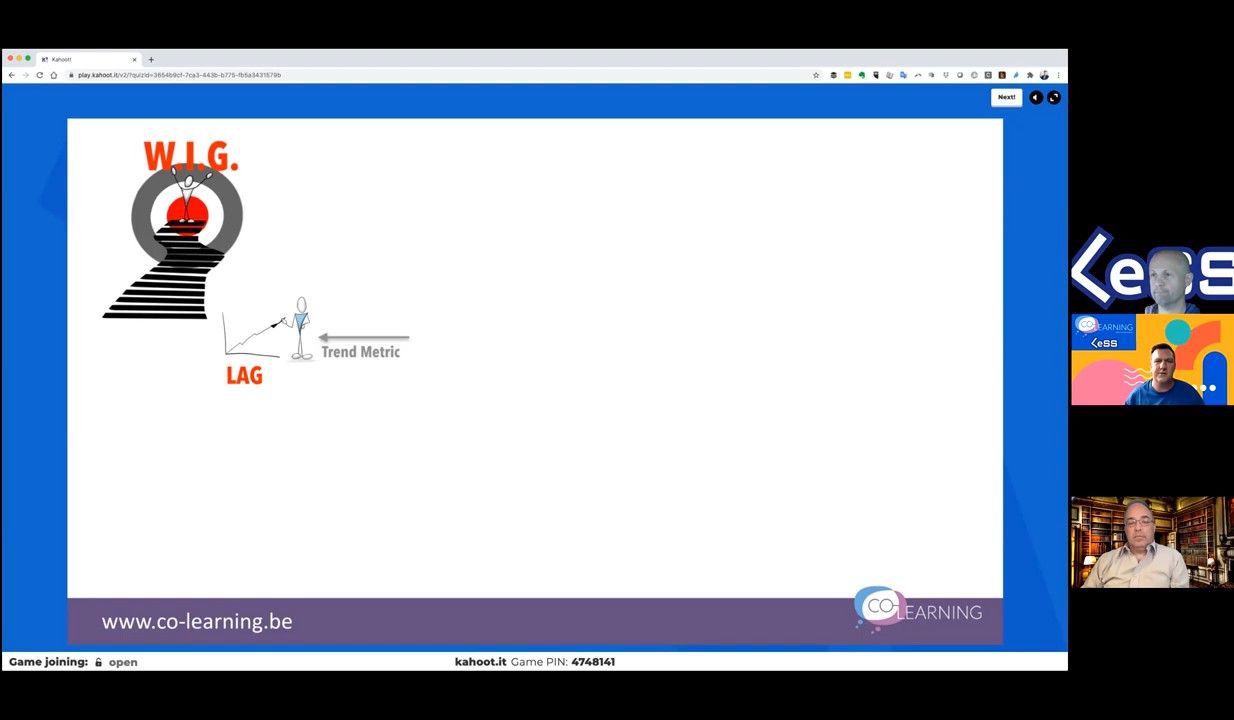 Kahoot!
play.kahoot.it/v2/?quizId=3654b9cf-7ca3-443b-b775-fb5a3431579b
Next!
W.I.G.
Trend Metric
LAG
www.co-learning.be
CO-LEARNING
Game joining: open
kahoot.it Game PIN: 4748141
LeSS
CO-LEARNING
LeSS